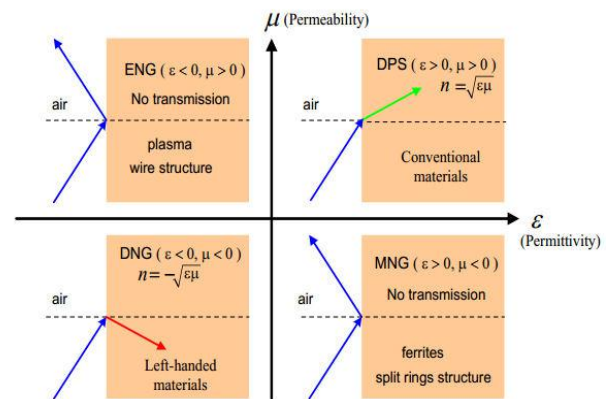 μ (Permeability)
ENG ( ε < 0, μ > 0 )
No transmission
air
plasma
wire structure
DPS ( ε > 0, μ > 0 )
n = √εμ
air
Conventional
materials
ε
(Permittivity)
DNG ( ε < 0, μ < 0 )
n = −√εμ
air
Left-handed
materials
MNG ( ε > 0, μ < 0 )
No transmission
air
ferrites
split rings structure